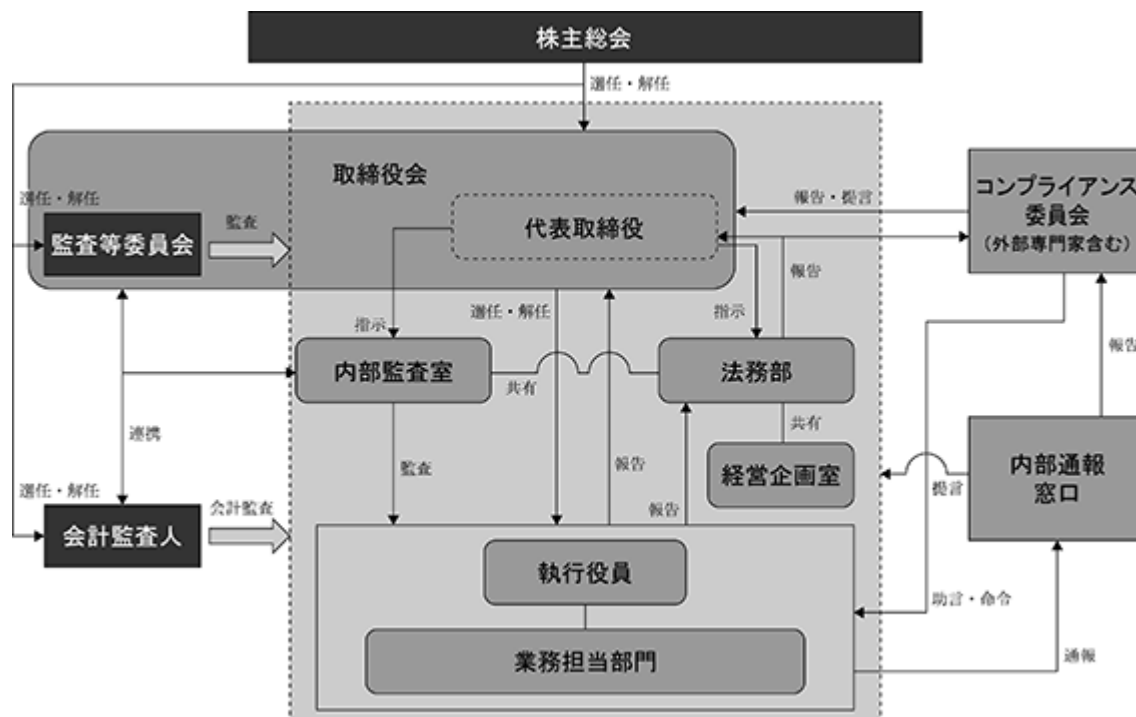 株主総会
選任・解任
取締役会
コンプライアンス
委員会
(外部専門家含む)
報告・提言
選任・解任
監査
代表取締役
監査等委員会
報告
指示
選任・解任
指示
内部監査室
共有
法務部
報告
連携
監査
報告
共有
経営企画室
内部通報
窓口
提言
選任・解任
会計監査
報告
会計監査人
執行役員
助言・命令
業務担当部門
通報